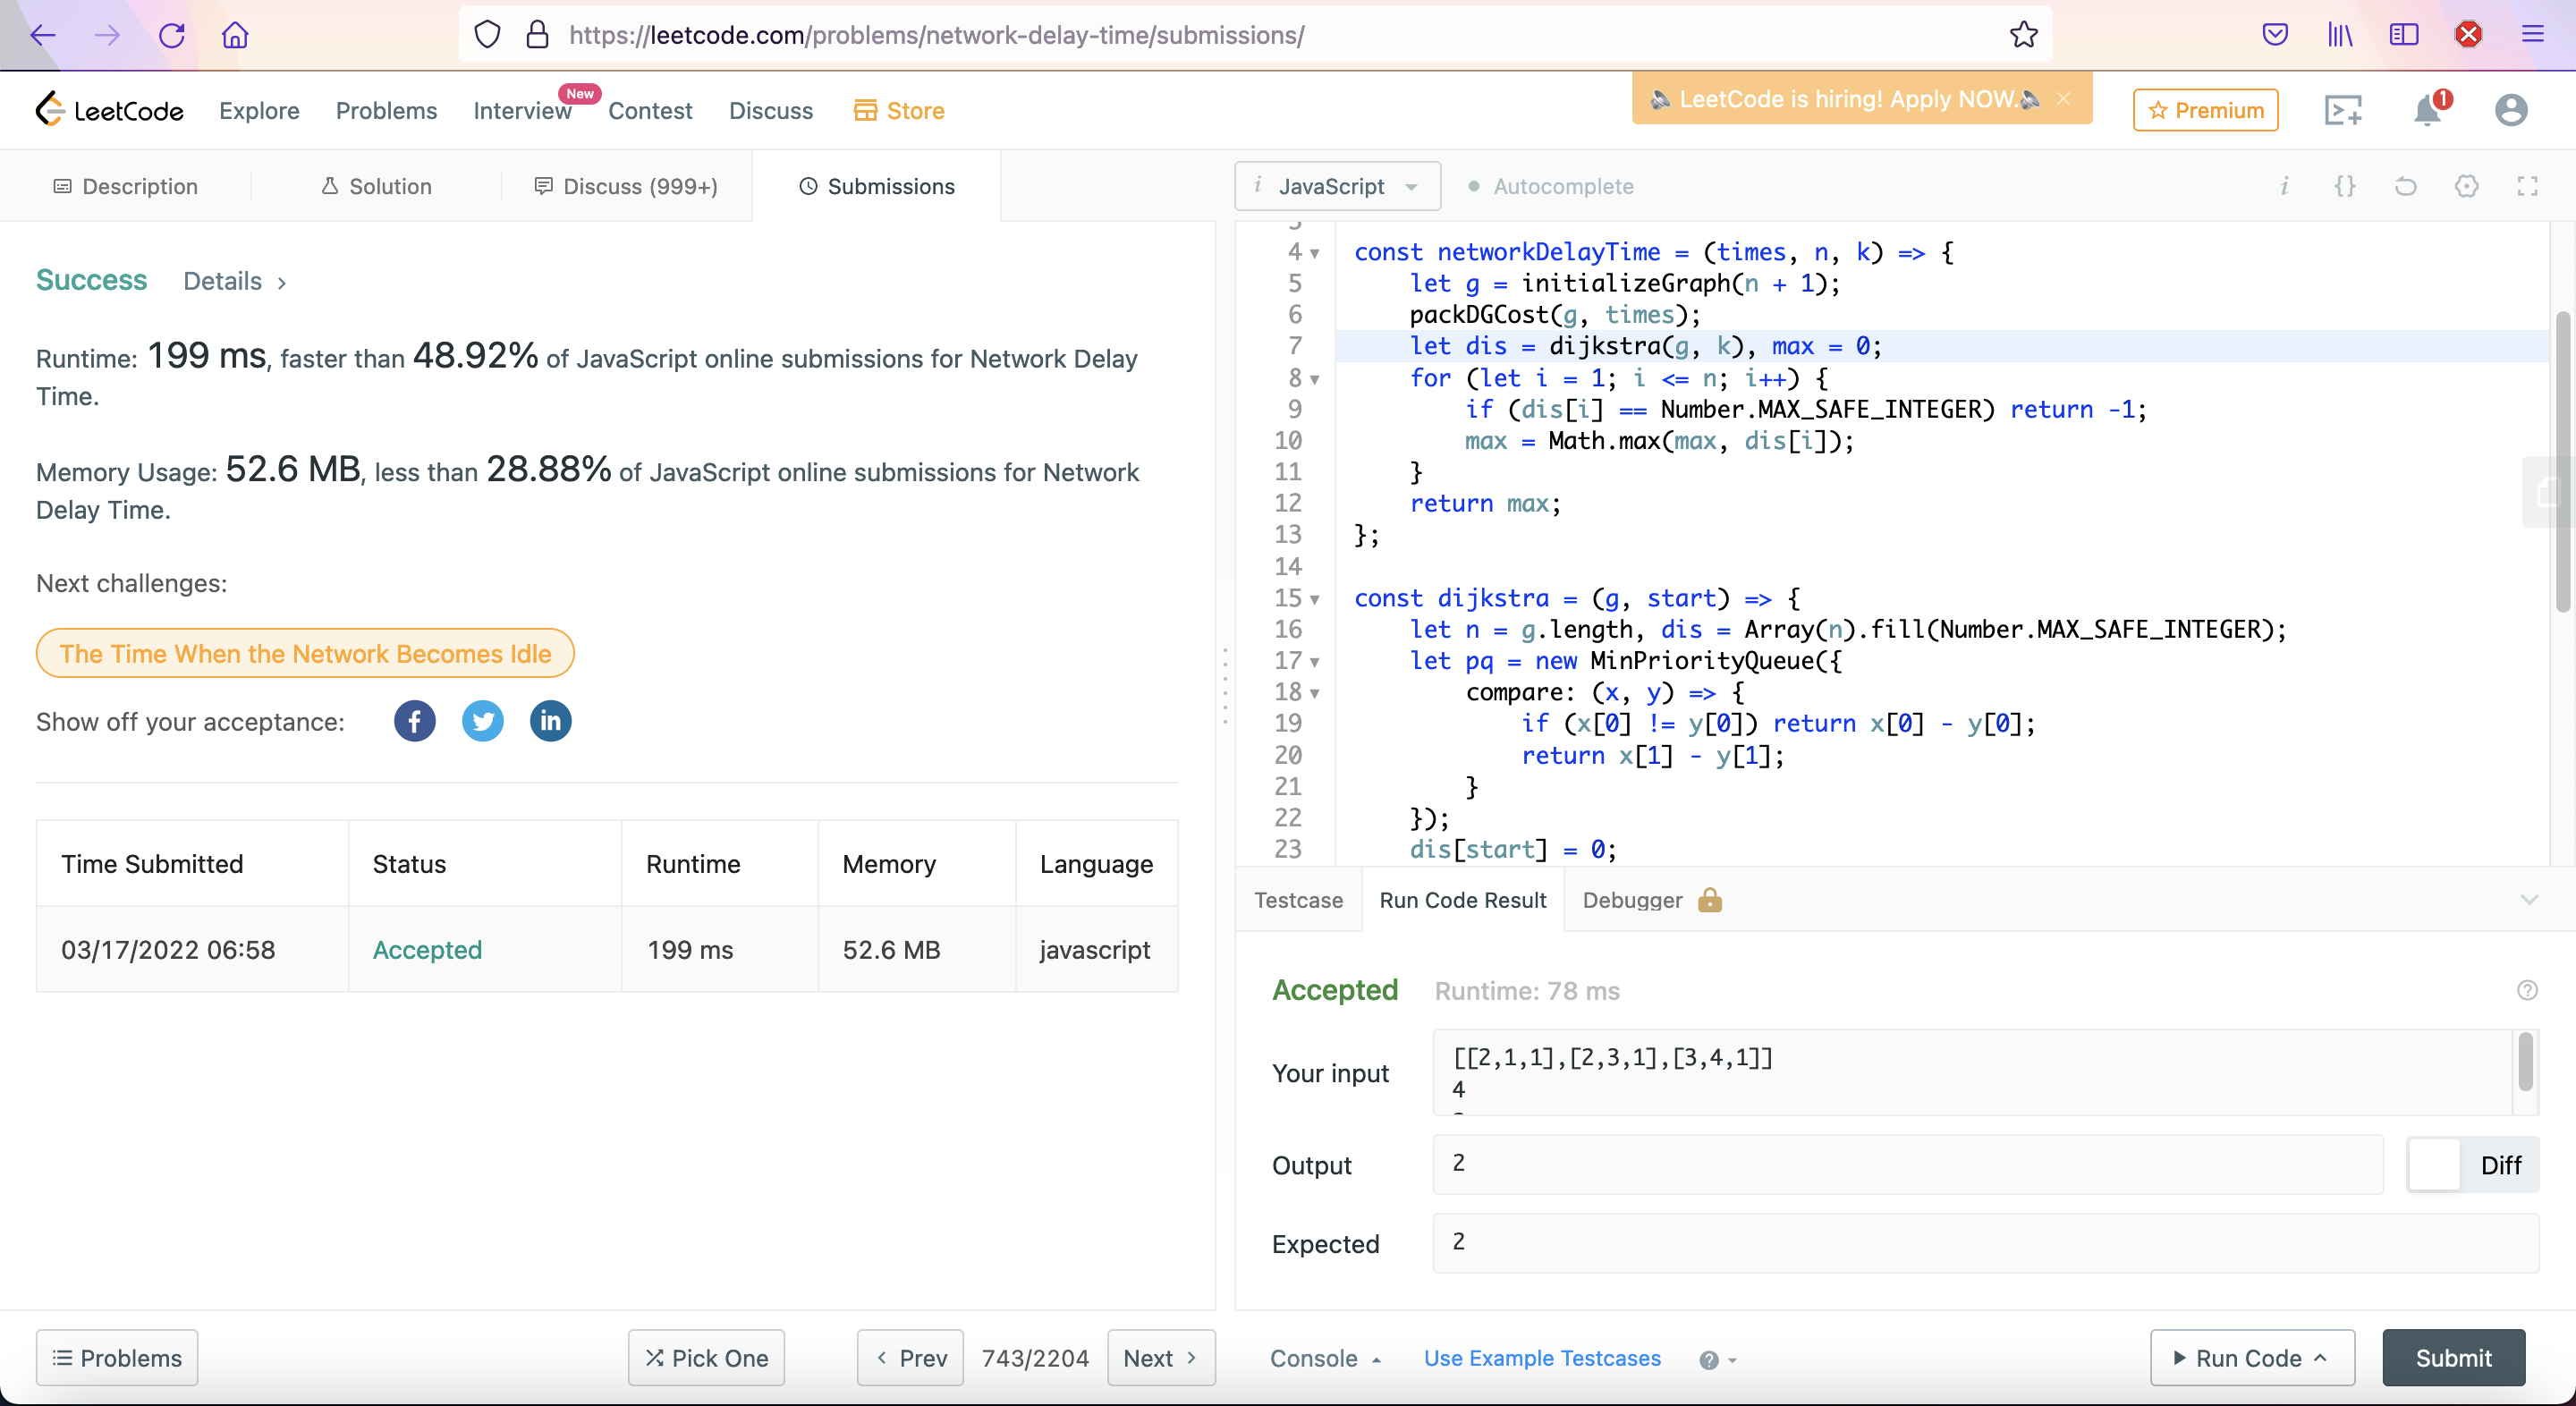 https://leetcode.com/problems/network-delay-time/submissions/
LeetCode Explore Problems Interview New Contest Discuss Store
LeetCode is hiring! Apply NOW.
Premium
1
Description Solution Discuss (999+) Submissions
Success Details
Runtime: 199 ms, faster than 48.92% of JavaScript online submissions for Network Delay
Time.
Memory Usage: 52.6 MB, less than 28.88% of JavaScript online submissions for Network
Delay Time.
Next challenges:
The Time When the Network Becomes Idle
Show off your acceptance:
Time Submitted Status Runtime Memory Language
03/17/2022 06:58 Accepted 199 ms 52.6 MB javascript
Problems Pick One Prev 743/2204 Next
JavaScript Autocomplete
4 const networkDelayTime = (times, n, k) => {
5 let g = initializeGraph(n + 1);
6 packDGCost(g, times);
7 let dis = dijkstra(g, k), max = 0;
8 for (let i = 1; i <= n; i++) {
9 if (dis[i] == Number.MAX_SAFE_INTEGER) return -1;
10 max = Math.max(max, dis[i]);
11 }
12 return max;
13 };
14
15 const dijkstra = (g, start) => {
16 let n = g.length, dis = Array(n).fill(Number.MAX_SAFE_INTEGER);
17 let pq = new MinPriorityQueue({
18 compare: (x, y) => {
19 if (x[0] != y[0]) return x[0] - y[0];
20 return x[1] - y[1];
21 }
22 });
23 dis[start] = 0;
Testcase Run Code Result Debugger
Accepted Runtime: 78 ms
Your input
[[2,1,1],[2,3,1],[3,4,1]]
4
Output 2 Diff
Expected 2
Console Use Example Testcases Run Code Submit